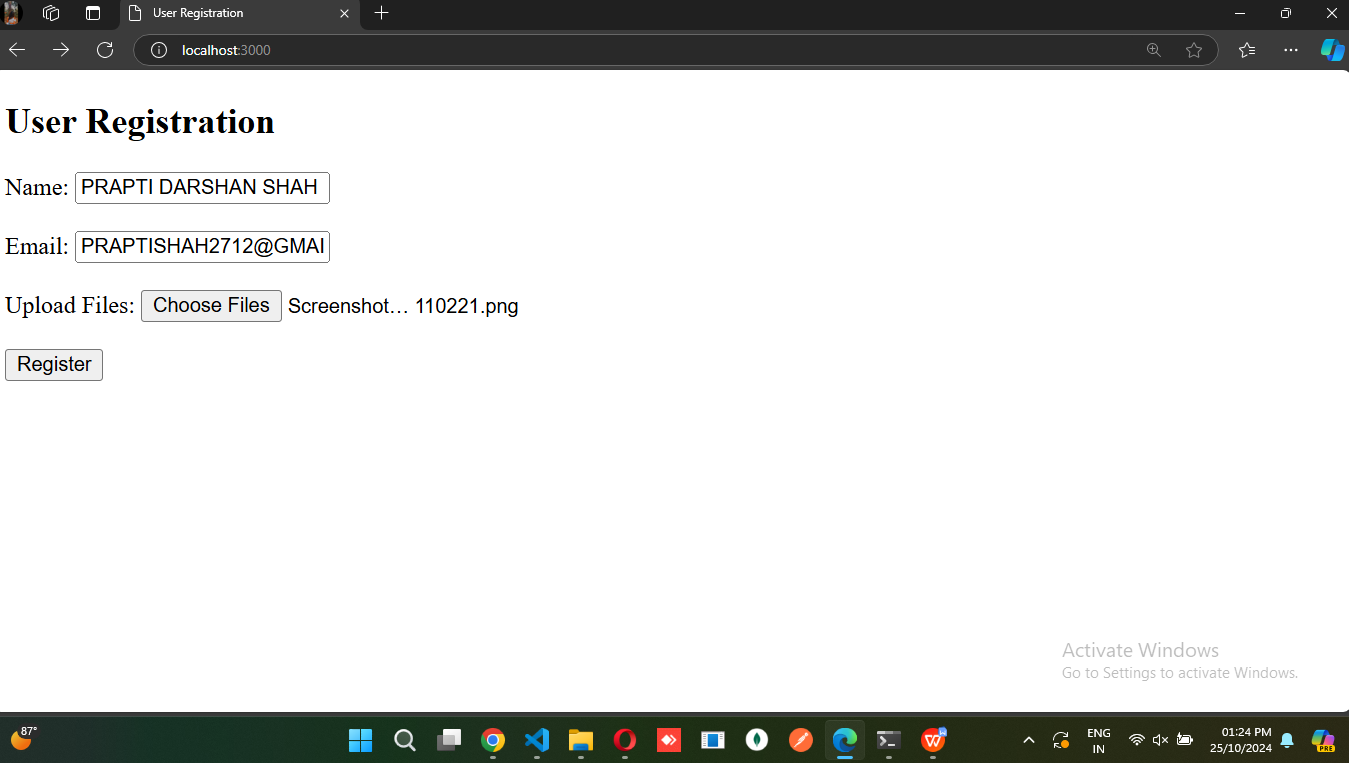 User Registration
localhost:3000
User Registration
Name: PRAPTI DARSHAN SHAH
Email: PRAPTISHAH2712@GMAI
Upload Files: Choose Files Screenshot... 110221.png
Register
Activate Windows
Go to Settings to activate Windows.
87°
ENG
IN
01:24 PM
25/10/2024
W
PRE